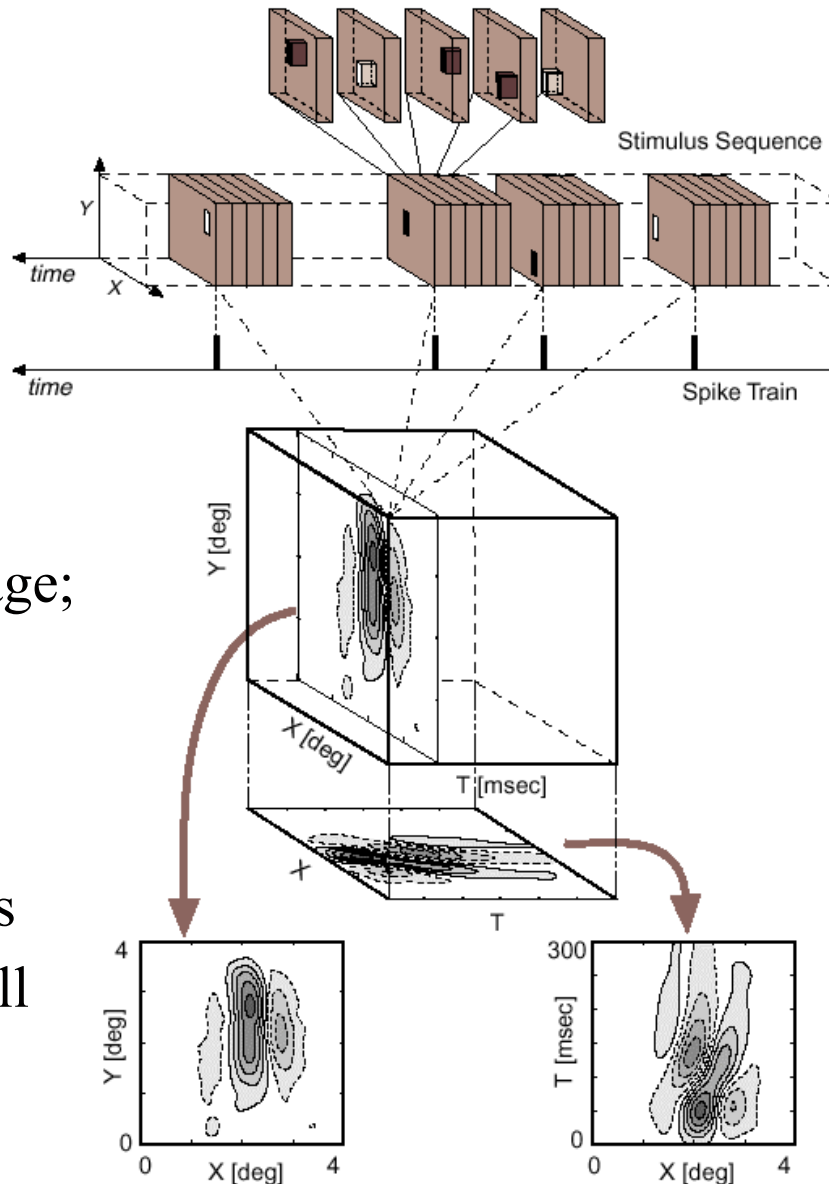 Stimulus Sequence
Y
time
X
time
Spike Train
Y [deg]
age;
X [deg]
T [msec]
X
T
s
ll
4
Y [deg]
0
0
X [deg]
4
300
T [msec]
0
0
X [deg]
4